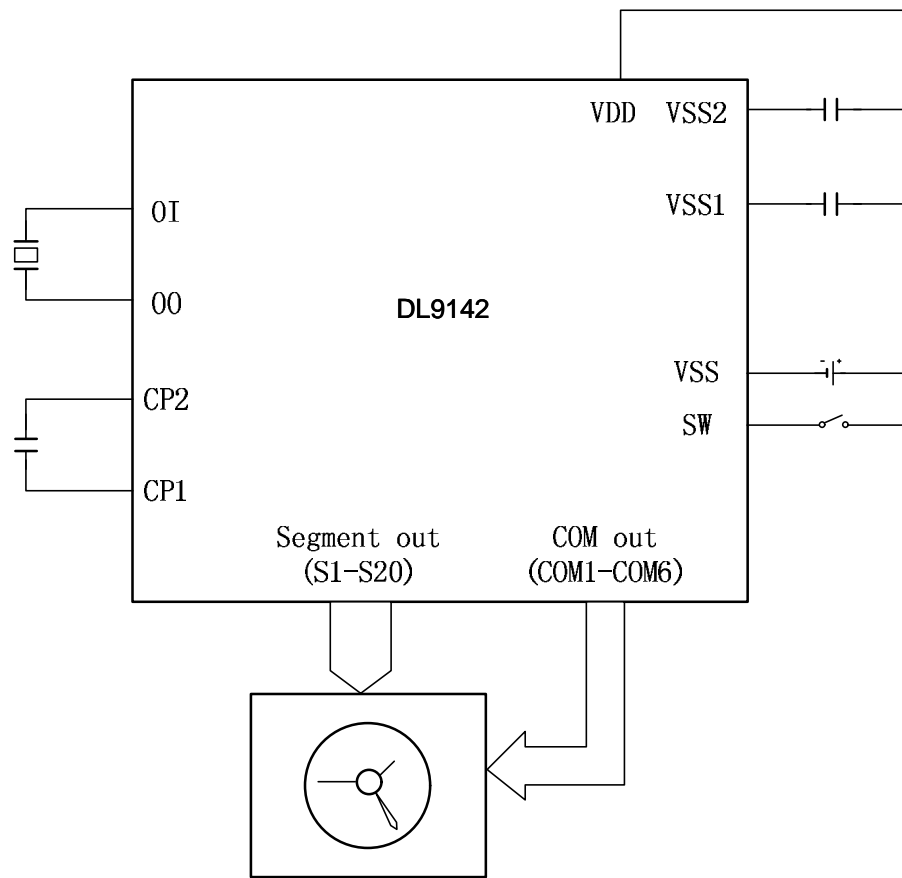 VDD VSS2
OI
VSS1
OO
DL9142
CP2
VSS
- +
SW
CP1
Segment out
(S1-S20)
COM out
(COM1-COM6)